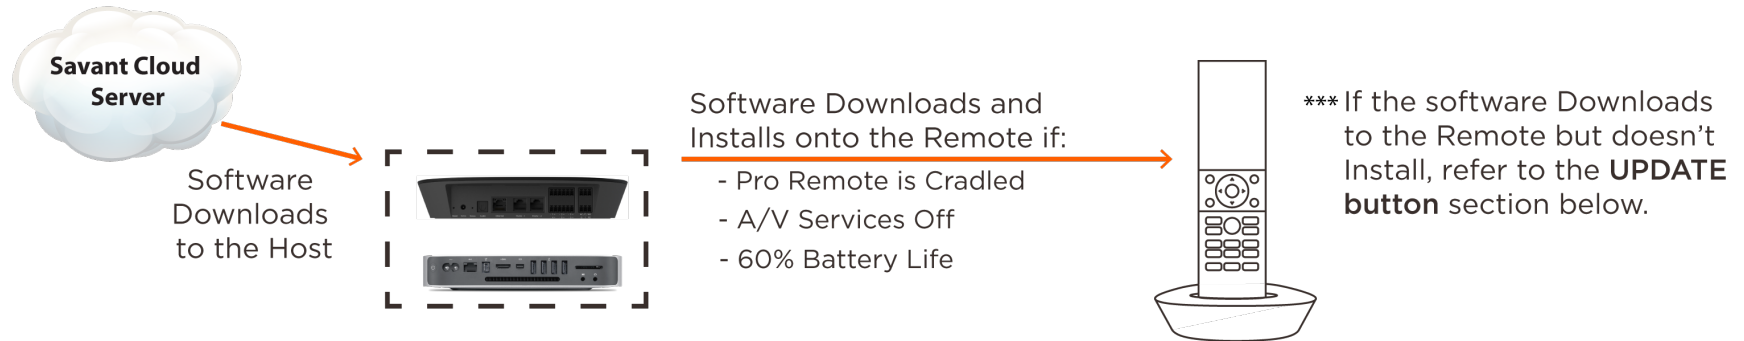 Savant Cloud
Server
Software
Downloads
to the Host
Software Downloads and
Installs onto the Remote if:
- Pro Remote is Cradled
- A/V Services Off
- 60% Battery Life
*** If the software Downloads
to the Remote but doesn't
Install, refer to the UPDATE
button section below.